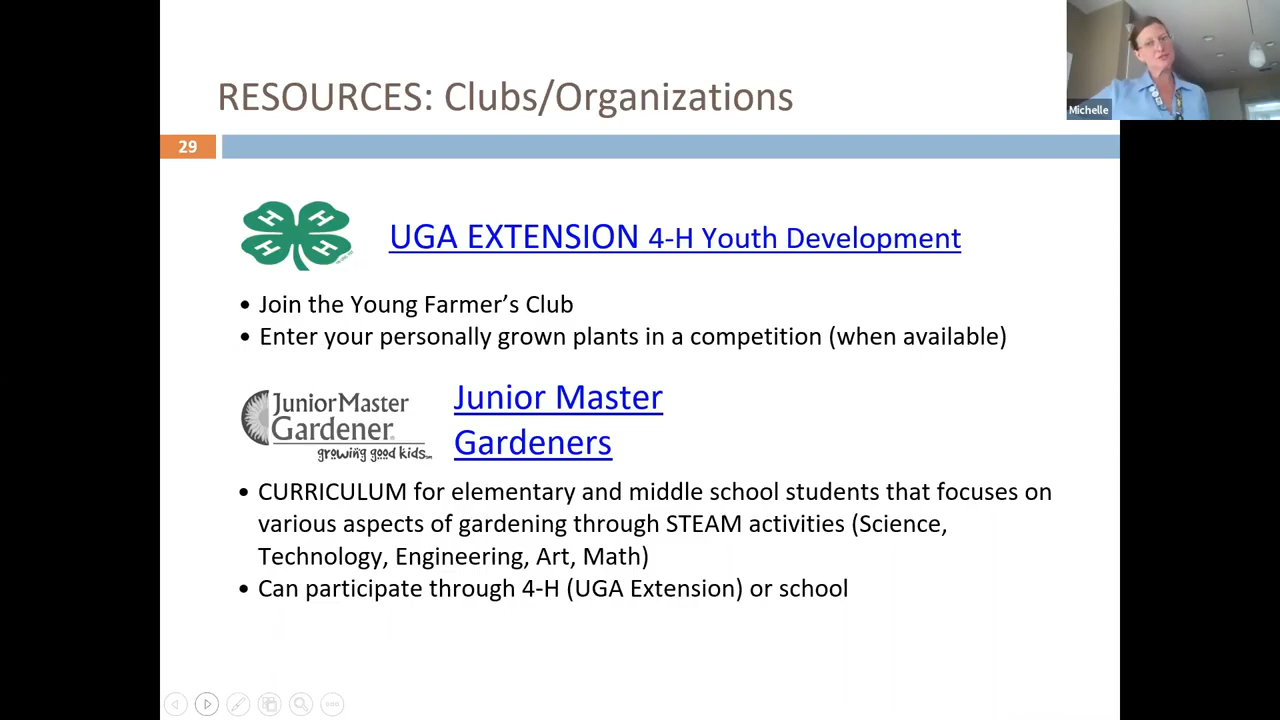 RESOURCES: Clubs/Organizations
Michelle
29
H H
H H
UGA EXTENSION 4-H Youth Development
• Join the Young Farmer’s Club
• Enter your personally grown plants in a competition (when available)
Junior Master
Gardener®
growing good kids℠
Junior Master
Gardeners
• CURRICULUM for elementary and middle school students that focuses on
various aspects of gardening through STEAM activities (Science,
Technology, Engineering, Art, Math)
• Can participate through 4-H (UGA Extension) or school